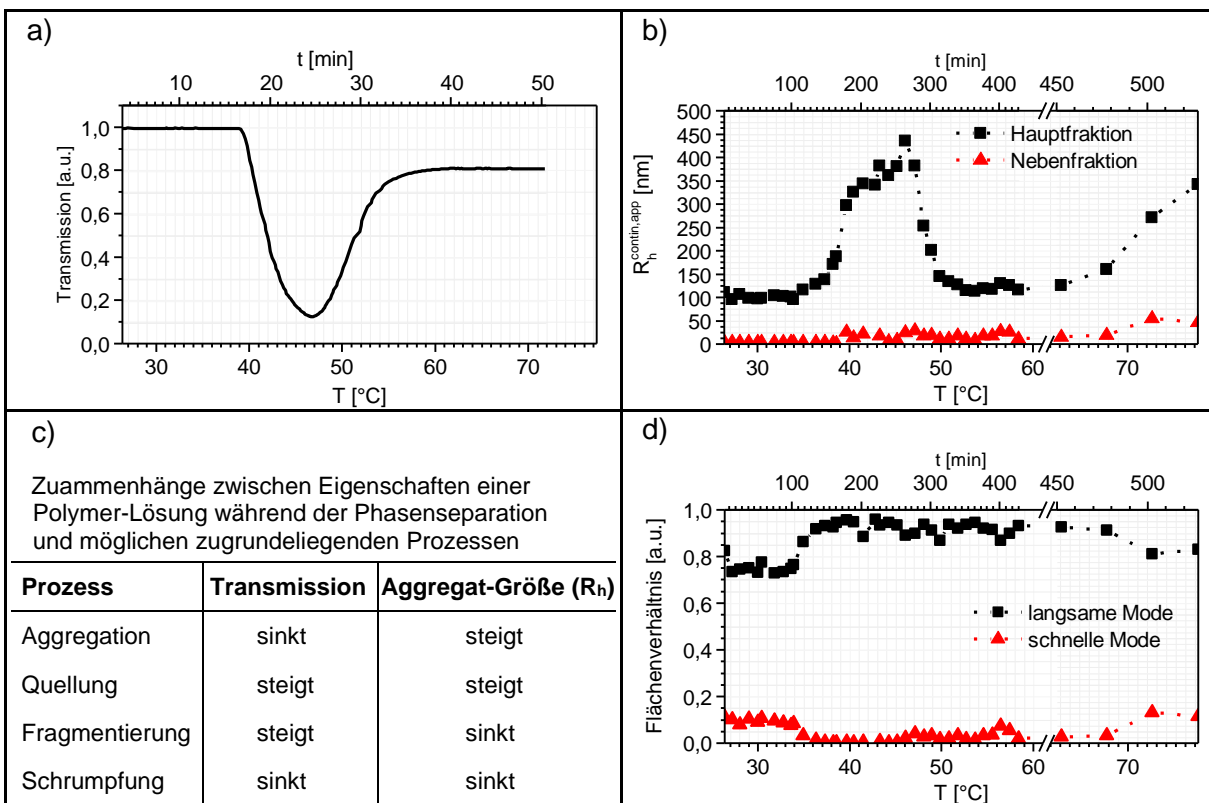 a)
t [min]
10 20 30 40 50
1,0
0,8
0,6
0,4
0,2
0,0
Transmission [a.u.]
30 40 50 60 70
T [°C]
b)
t [min]
100 200 300 400 450 500
500
450
400
350
300
250
200
150
100
50
0
R_h^contin,app [nm]
Hauptfraktion
Nebenfraktion
30 40 50 60 70
T [°C]
c)
Zuammenhänge zwischen Eigenschaften einer
Polymer-Lösung während der Phasenseparation
und möglichen zugrundeliegenden Prozessen
Prozess Transmission Aggregat-Größe (Rh)
Aggregation sinkt steigt
Quellung steigt steigt
Fragmentierung steigt sinkt
Schrumpfung sinkt sinkt
d)
t [min]
100 200 300 400 450 500
1,0
0,8
0,6
0,4
0,2
0,0
Flächenverhältnis [a.u.]
langsame Mode
schnelle Mode
30 40 50 60 70
T [°C]